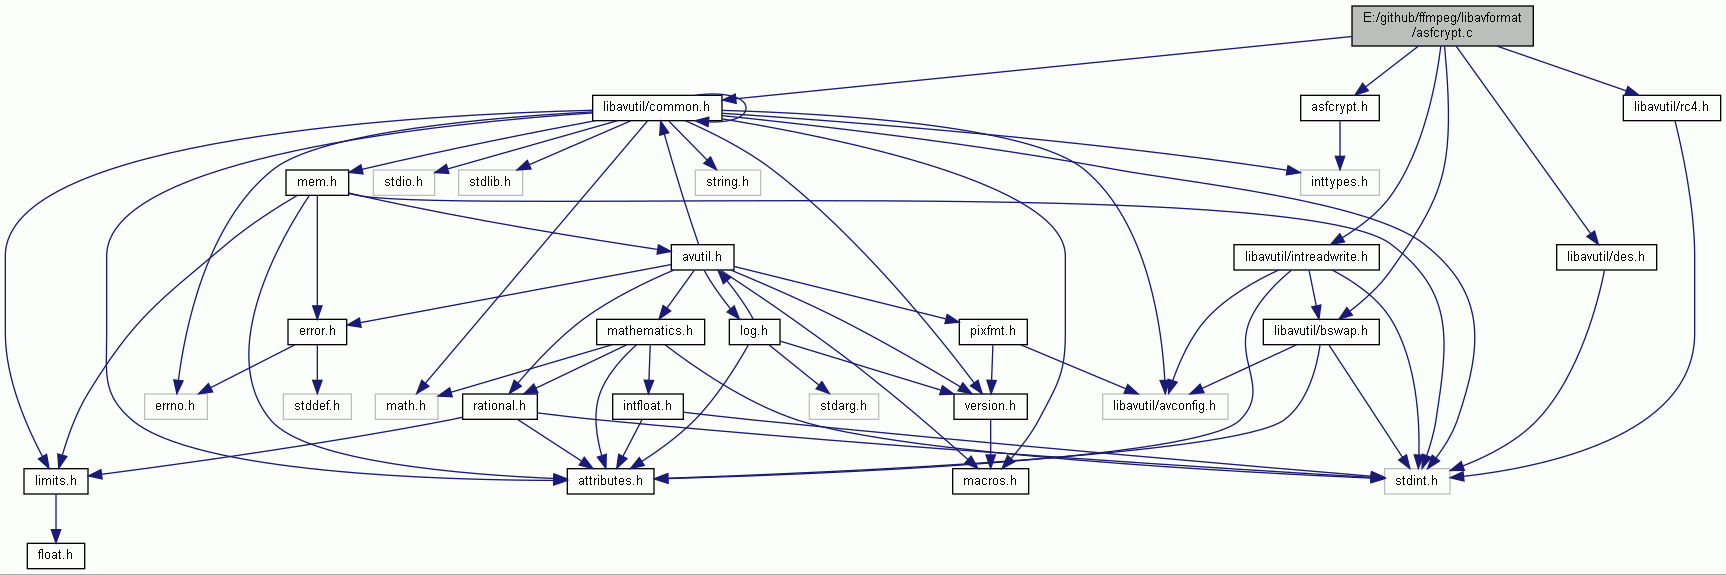 E:/github/ffmpeg/libavformat
/asfcrypt.c
libavutil/common.h
asfcrypt.h
libavutil/rc4.h
mem.h
stdio.h
stdlib.h
string.h
inttypes.h
avutil.h
libavutil/intreadwrite.h
libavutil/des.h
error.h
mathematics.h
log.h
pixfmt.h
libavutil/bswap.h
errno.h
stddef.h
math.h
rational.h
intfloat.h
stdarg.h
version.h
libavutil/avconfig.h
limits.h
attributes.h
macros.h
stdint.h
float.h